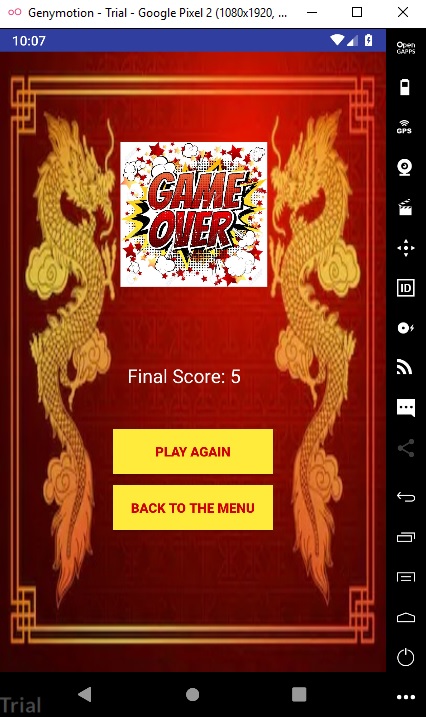 Genymotion - Trial - Google Pixel 2 (1080x1920, ...
10:07
Open
GAPPS
GPS
ID
GAME
OVER
Final Score: 5
PLAY AGAIN
BACK TO THE MENU
Trial